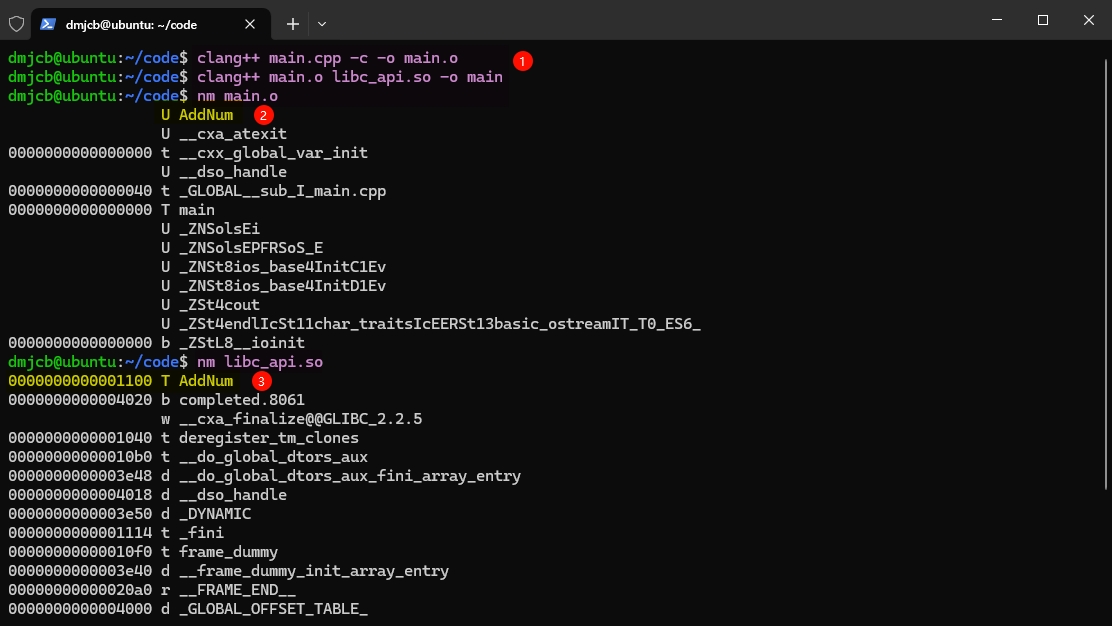 dmjcb@ubuntu: ~/code
dmjcb@ubuntu:~/code$ clang++ main.cpp -c -o main.o 1
dmjcb@ubuntu:~/code$ clang++ main.o libc_api.so -o main
dmjcb@ubuntu:~/code$ nm main.o
U AddNum 2
U __cxa_atexit
0000000000000000 t __cxx_global_var_init
U __dso_handle
0000000000000040 t _GLOBAL__sub_I_main.cpp
0000000000000000 T main
U _ZNSolsEi
U _ZNSolsEPFRSoS_E
U _ZNSt8ios_base4InitC1Ev
U _ZNSt8ios_base4InitD1Ev
U _ZSt4cout
U _ZSt4endlIcSt11char_traitsIcEERSt13basic_ostreamIT_T0_ES6_
0000000000000000 b _ZStL8__ioinit
dmjcb@ubuntu:~/code$ nm libc_api.so
0000000000001100 T AddNum 3
0000000000004020 b completed.8061
w __cxa_finalize@@GLIBC_2.2.5
0000000000001040 t deregister_tm_clones
00000000000010b0 t __do_global_dtors_aux
0000000000003e48 d __do_global_dtors_aux_fini_array_entry
0000000000004018 d __dso_handle
0000000000003e50 d _DYNAMIC
0000000000001114 t _fini
00000000000010f0 t frame_dummy
0000000000003e40 d __frame_dummy_init_array_entry
00000000000020a0 r __FRAME_END__
0000000000004000 d _GLOBAL_OFFSET_TABLE_